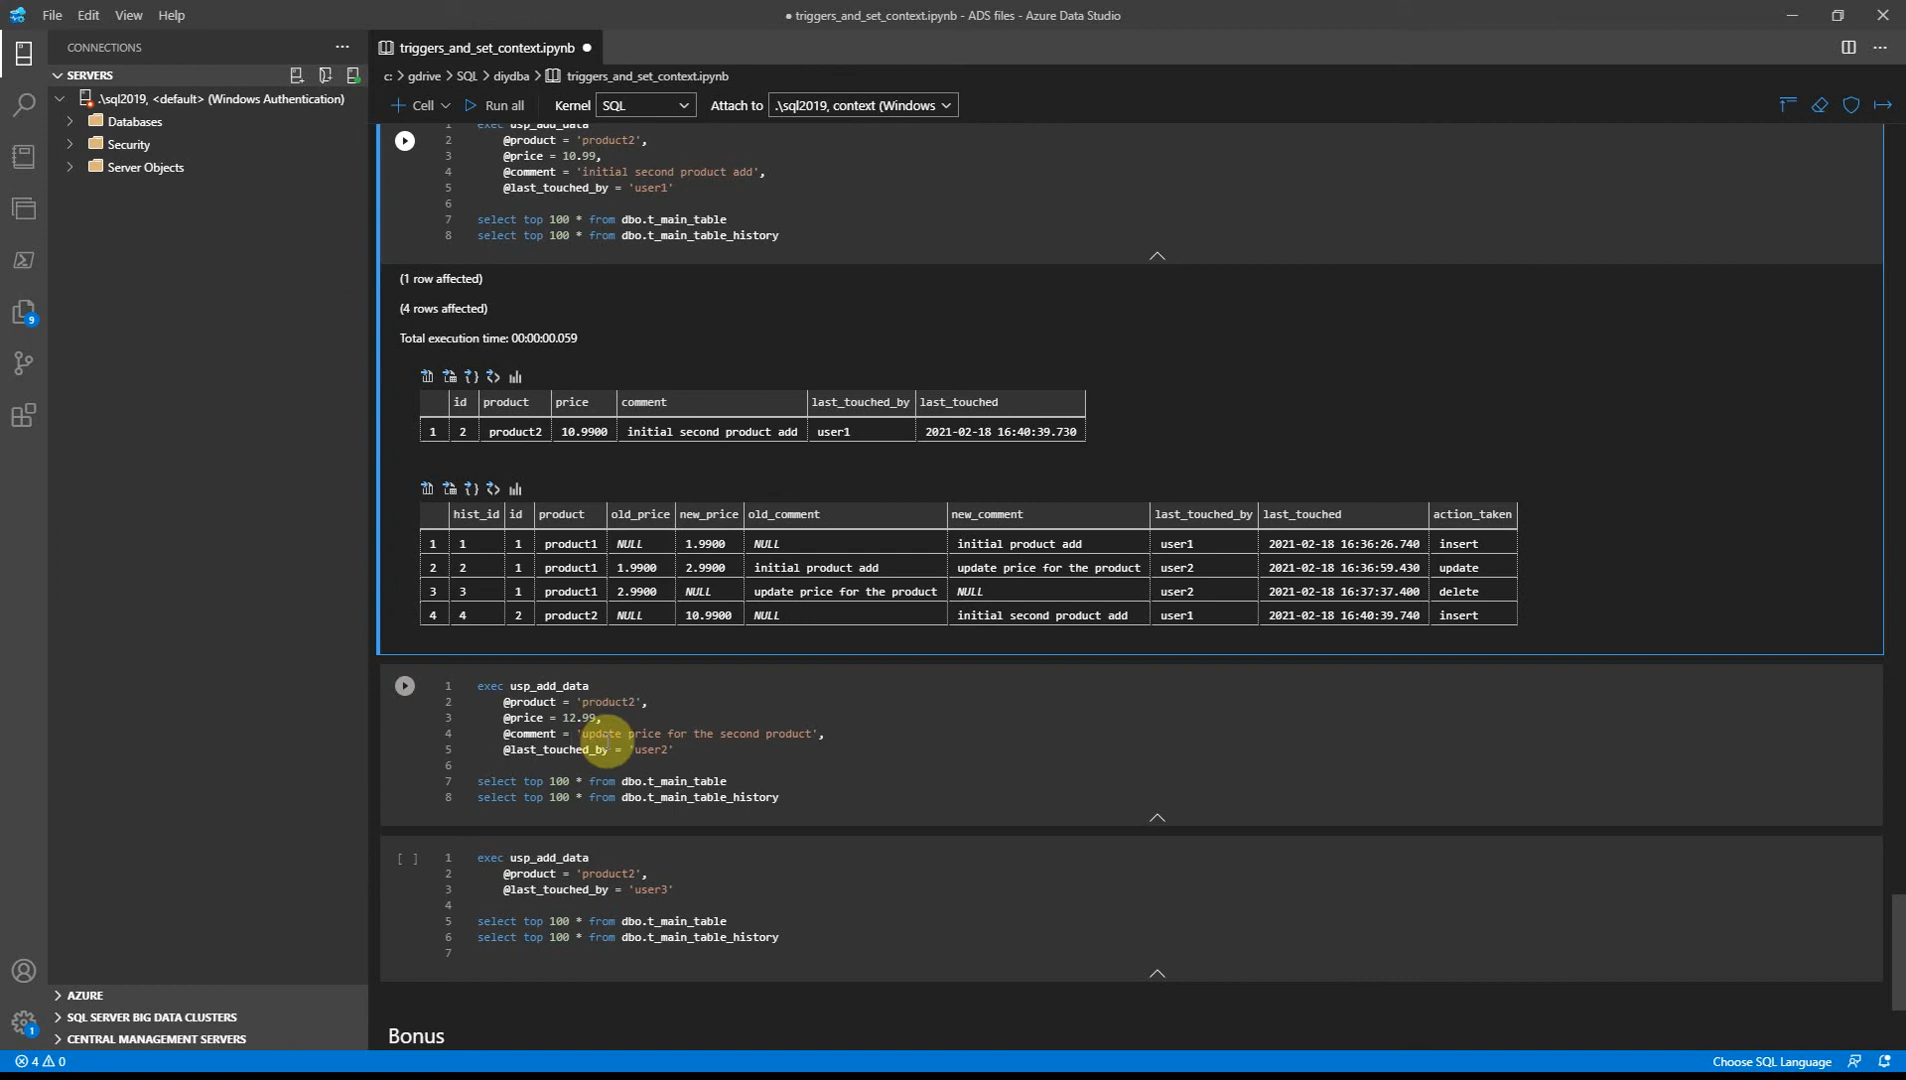 File Edit View Help
● triggers_and_set_context.ipynb - ADS files - Azure Data Studio
CONNECTIONS
SERVERS
.\sql2019, <default> (Windows Authentication)
Databases
Security
Server Objects
9
1
AZURE
SQL SERVER BIG DATA CLUSTERS
CENTRAL MANAGEMENT SERVERS
triggers_and_set_context.ipynb ●
c: > gdrive > SQL > diydba > triggers_and_set_context.ipynb
+ Cell Run all Kernel SQL Attach to .\sql2019, context (Windows
1 exec usp_add_data
2 @product = 'product2',
3 @price = 10.99,
4 @comment = 'initial second product add',
5 @last_touched_by = 'user1'
6
7 select top 100 * from dbo.t_main_table
8 select top 100 * from dbo.t_main_table_history
(1 row affected)
(4 rows affected)
Total execution time: 00:00:00.059
id product price comment last_touched_by last_touched
1 2 product2 10.9900 initial second product add user1 2021-02-18 16:40:39.730
hist_id id product old_price new_price old_comment new_comment last_touched_by last_touched action_taken
1 1 1 product1 NULL 1.9900 NULL initial product add user1 2021-02-18 16:36:26.740 insert
2 2 1 product1 1.9900 2.9900 initial product add update price for the product user2 2021-02-18 16:36:59.430 update
3 3 1 product1 2.9900 NULL update price for the product NULL user2 2021-02-18 16:37:37.400 delete
4 4 2 product2 NULL 10.9900 NULL initial second product add user1 2021-02-18 16:40:39.740 insert
1 exec usp_add_data
2 @product = 'product2',
3 @price = 12.99,
4 @comment = 'update price for the second product',
5 @last_touched_by = 'user2'
6
7 select top 100 * from dbo.t_main_table
8 select top 100 * from dbo.t_main_table_history
[ ] 1 exec usp_add_data
2 @product = 'product2',
3 @last_touched_by = 'user3'
4
5 select top 100 * from dbo.t_main_table
6 select top 100 * from dbo.t_main_table_history
7
Bonus
4 0 Choose SQL Language